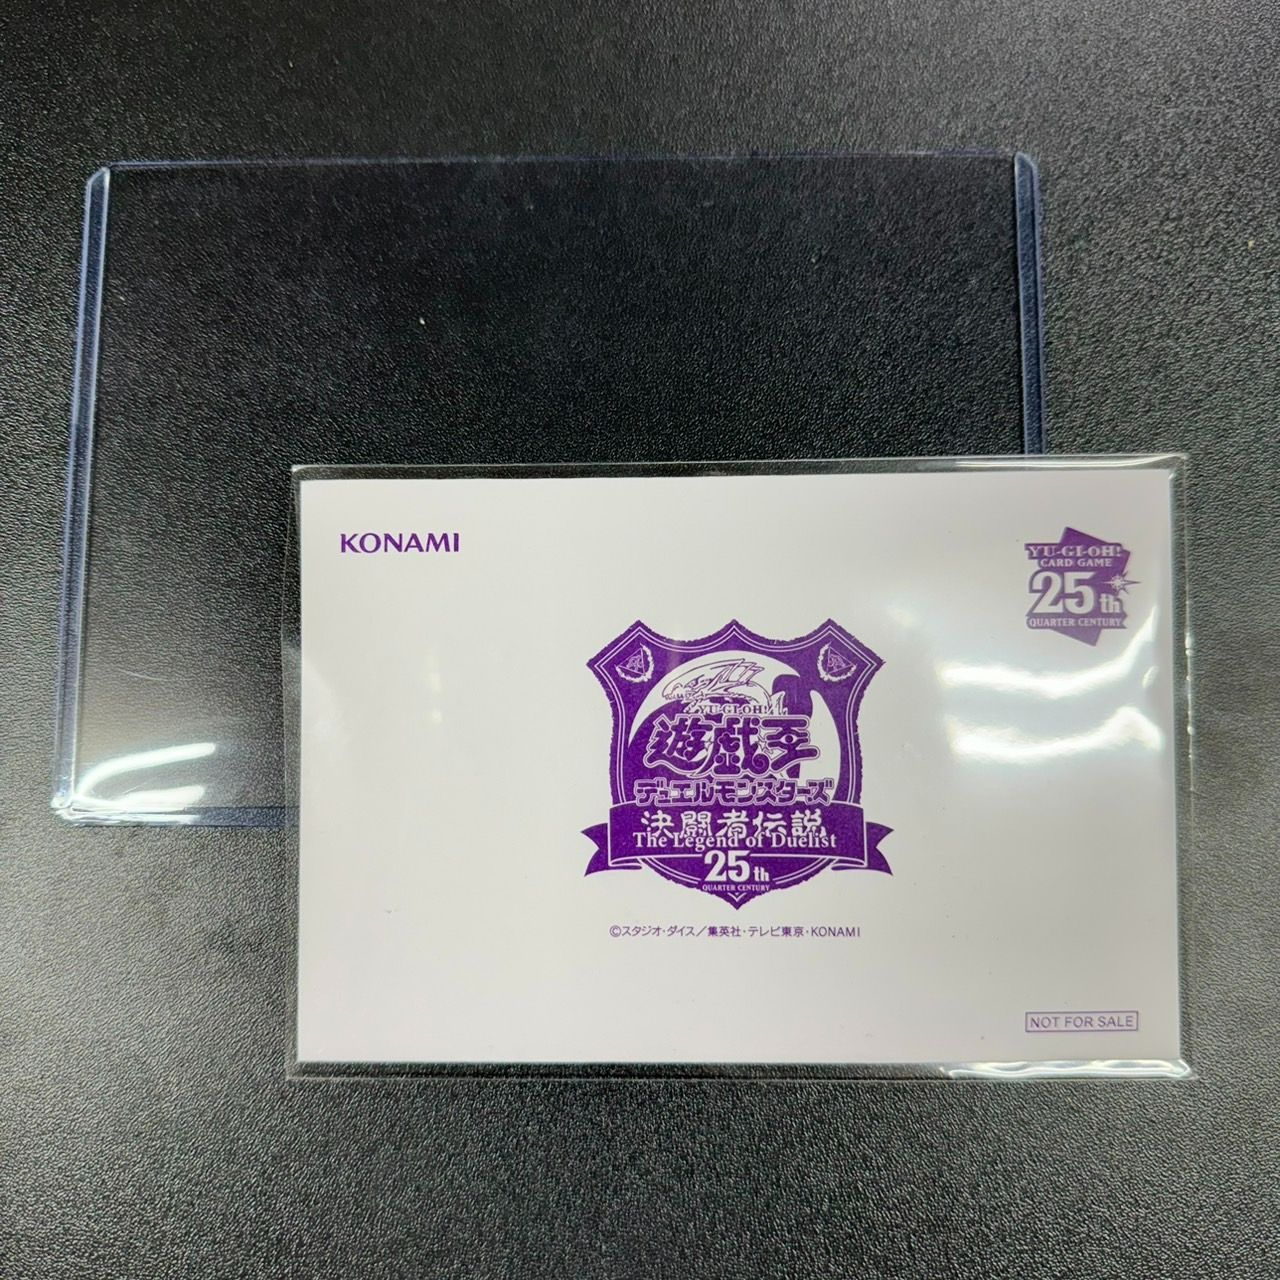 KONAMI
YU-GI-OH!
CARD GAME
25th
QUARTER CENTURY
YU-GI-OH!
遊戯王
デュエルモンスターズ
決闘者伝説
The Legend of Duelist
25th
QUARTER CENTURY
©スタジオ・ダイス／集英社・テレビ東京・KONAMI
NOT FOR SALE